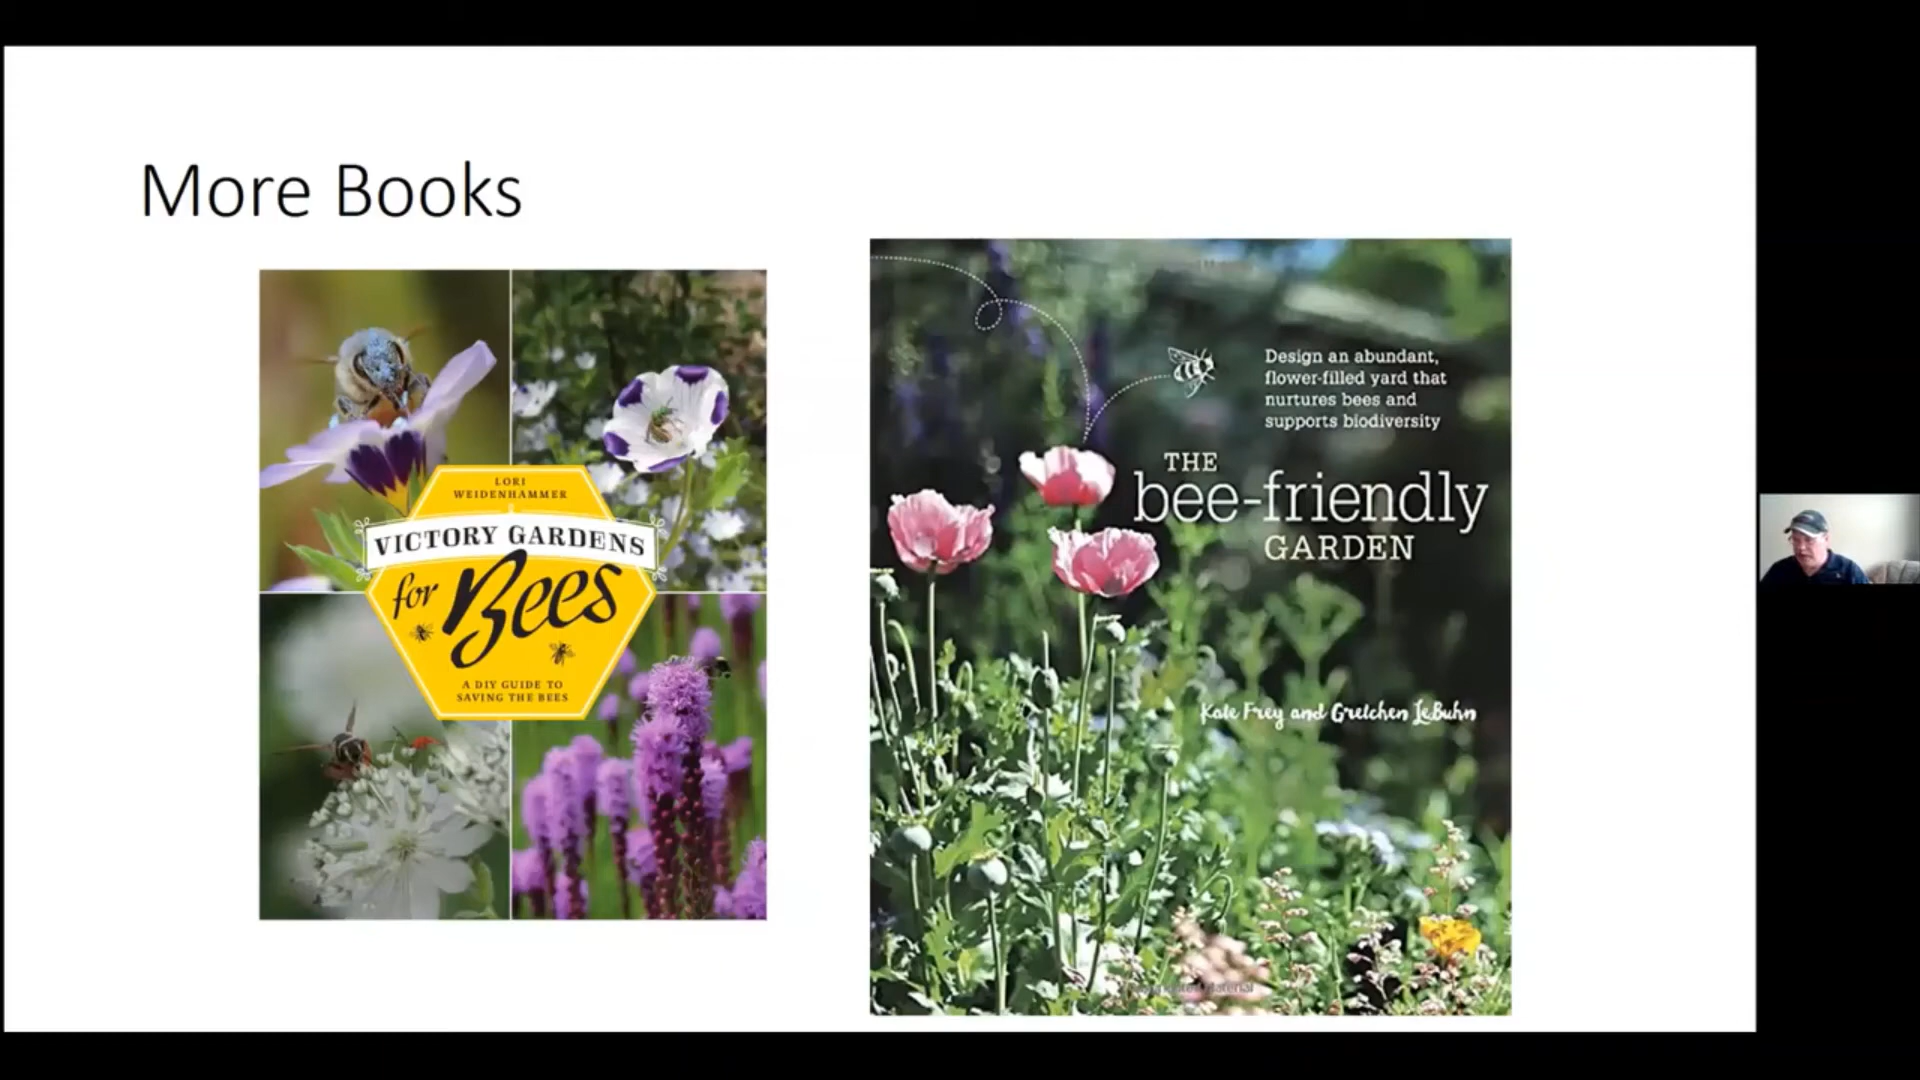 More Books
LORI
WEIDENHAMMER
VICTORY GARDENS
for Bees
A DIY GUIDE TO
SAVING THE BEES
Design an abundant,
flower-filled yard that
nurtures bees and
supports biodiversity
THE
bee-friendly
GARDEN
Kate Frey and Gretchen LeBuhn
Material